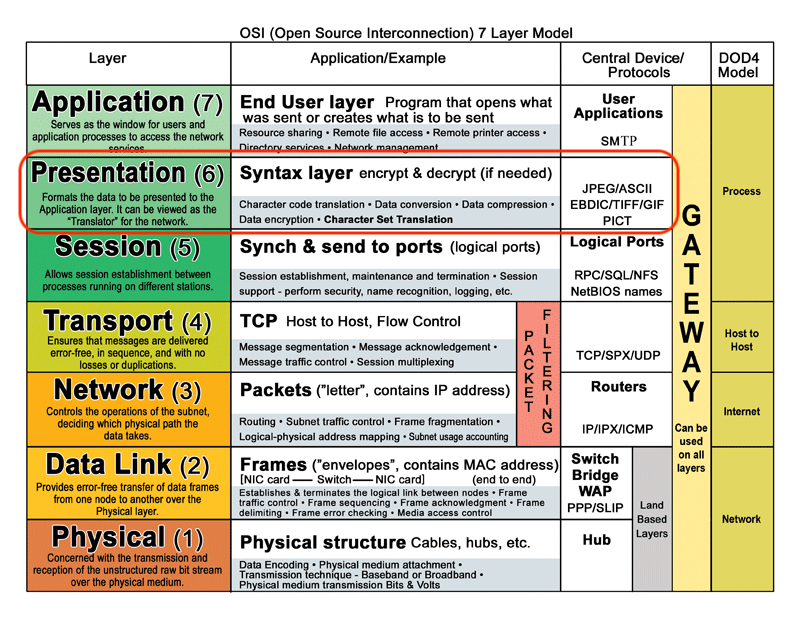 OSI (Open Source Interconnection) 7 Layer Model
Layer
Application/Example
Central Device/
Protocols
DOD4
Model
Application (7)
Serves as the window for users and
application processes to access the network
services.
End User layer Program that opens what
was sent or creates what is to be sent
Resource sharing • Remote file access • Remote printer access •
Directory services • Network management
User
Applications
SMTP
Presentation (6)
Formats the data to be presented to the
Application layer. It can be viewed as the
"Translator" for the network.
Syntax layer encrypt & decrypt (if needed)
Character code translation • Data conversion • Data compression •
Data encryption • Character Set Translation
JPEG/ASCII
EBDIC/TIFF/GIF
PICT
Process
Session (5)
Allows session establishment between
processes running on different stations.
Synch & send to ports (logical ports)
Session establishment, maintenance and termination • Session
support - perform security, name recognition, logging, etc.
Logical Ports
RPC/SQL/NFS
NetBIOS names
Transport (4)
Ensures that messages are delivered
error-free, in sequence, and with no
losses or duplications.
TCP Host to Host, Flow Control
Message segmentation • Message acknowledgement •
Message traffic control • Session multiplexing
PACKET
FILTERING
TCP/SPX/UDP
Host to
Host
Network (3)
Controls the operations of the subnet,
deciding which physical path the
data takes.
Packets ("letter", contains IP address)
Routing • Subnet traffic control • Frame fragmentation •
Logical-physical address mapping • Subnet usage accounting
Routers
IP/IPX/ICMP
Internet
GATEWAY
Can be
used
on all
layers
Data Link (2)
Provides error-free transfer of data frames
from one node to another over the
Physical layer.
Frames ("envelopes", contains MAC address)
[NIC card —— Switch —— NIC card] (end to end)
Establishes & terminates the logical link between nodes • Frame
traffic control • Frame sequencing • Frame acknowledgment • Frame
delimiting • Frame error checking • Media access control
Switch
Bridge
WAP
PPP/SLIP
Land
Based
Layers
Network
Physical (1)
Concerned with the transmission and
reception of the unstructured raw bit stream
over the physical medium.
Physical structure Cables, hubs, etc.
Data Encoding • Physical medium attachment •
Transmission technique - Baseband or Broadband •
Physical medium transmission Bits & Volts
Hub